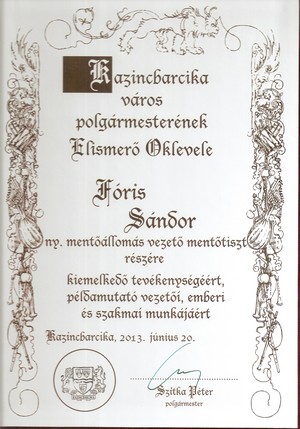 Kazincbarcika
város
polgármesterének
Elismerő Oklevele
Fóris
Sándor
ny. mentőállomás vezető mentőtiszt
részére
kiemelkedő tevékenységéért,
példamutató vezetői, emberi
és szakmai munkájáért
Kazincbarcika, 2013. június 20.
Szitka Péter
polgármester